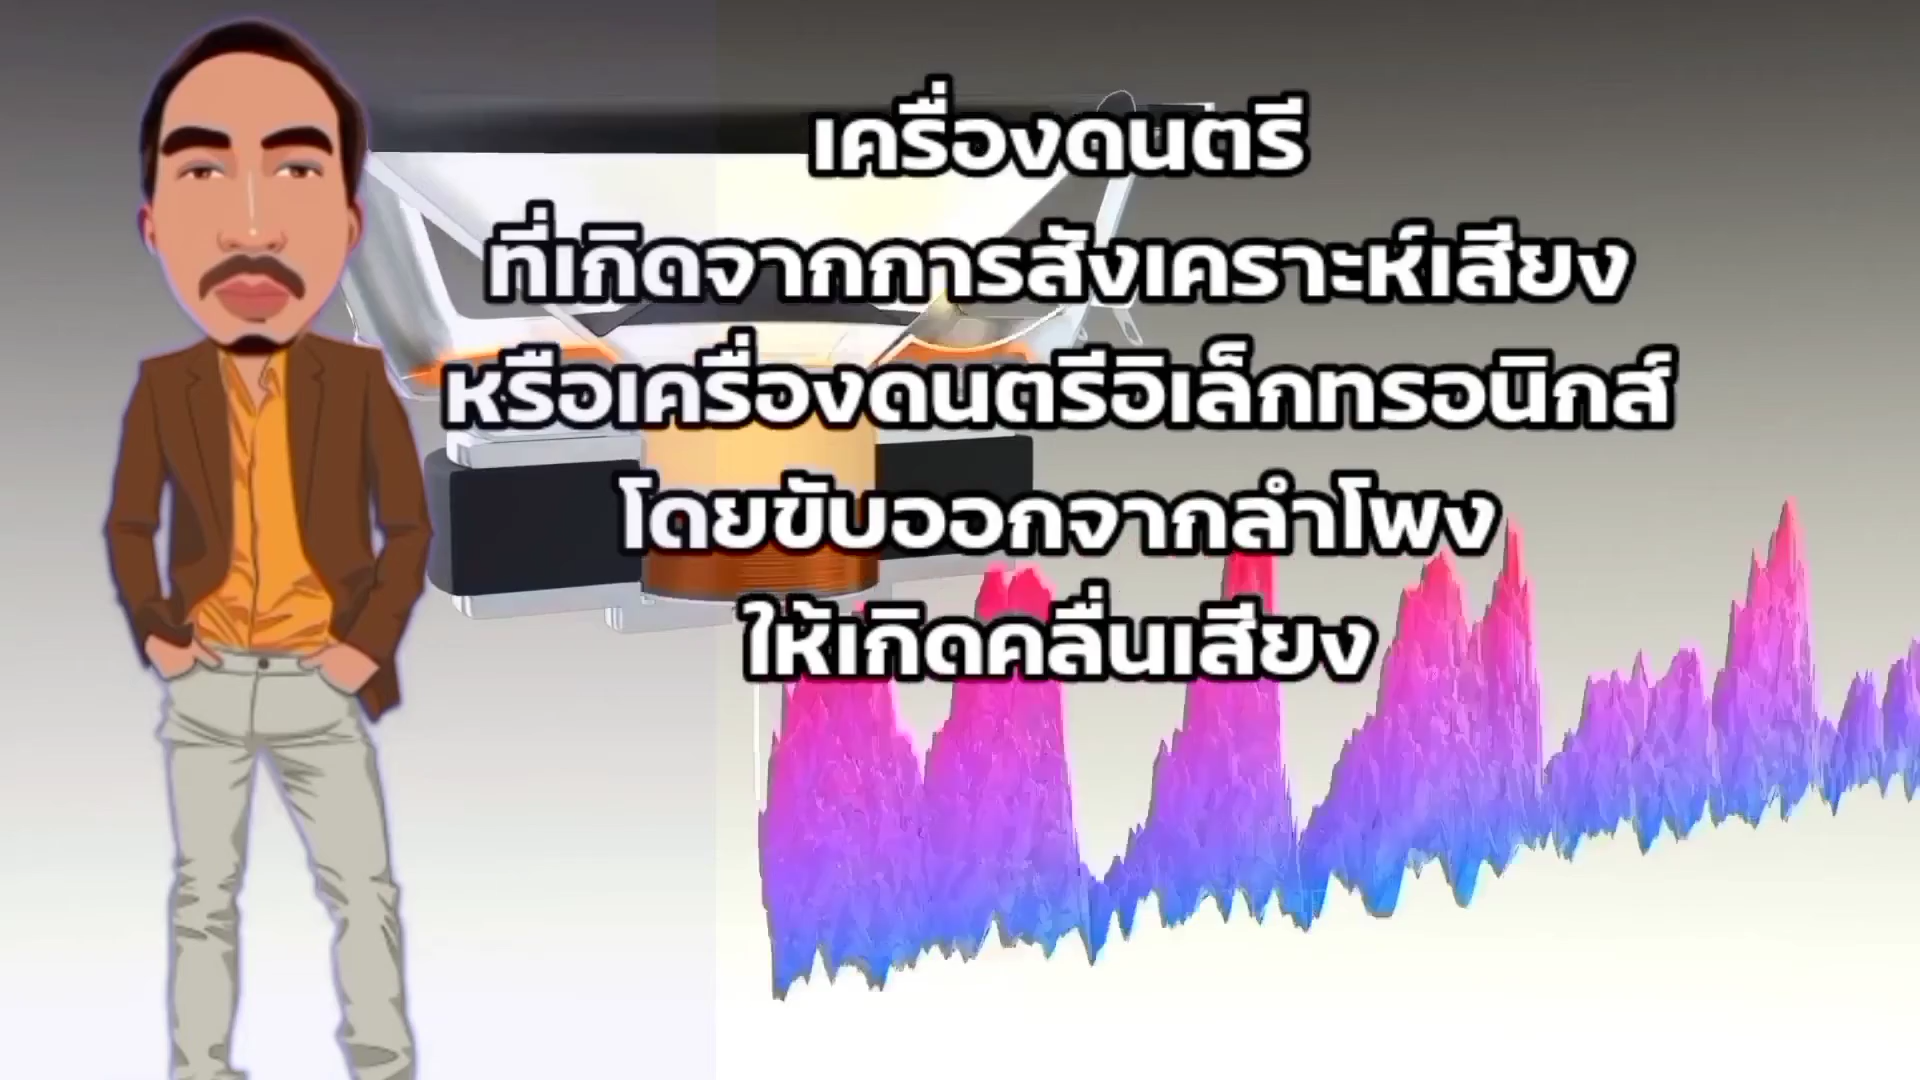 เครื่องดนตรี
ที่เกิดจากการสังเคราะห์เสียง
หรือเครื่องดนตรีอิเล็กทรอนิกส์
โดยขับออกจากลำโพง
ให้เกิดคลื่นเสียง